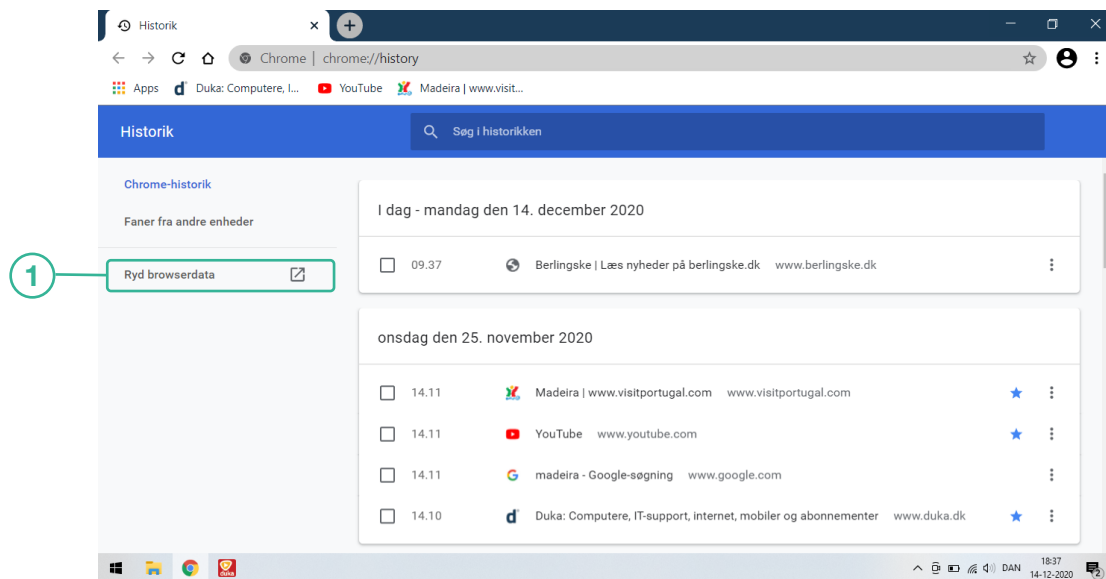 Historik
Chrome | chrome://history
Apps
Duka: Computere, I...
YouTube
Madeira | www.visit...
Historik
Søg i historikken
Chrome-historik
Faner fra andre enheder
1
Ryd browserdata
I dag - mandag den 14. december 2020
09.37 Berlingske | Læs nyheder på berlingske.dk www.berlingske.dk
onsdag den 25. november 2020
14.11 Madeira | www.visitportugal.com www.visitportugal.com
14.11 YouTube www.youtube.com
14.11 madeira - Google-søgning www.google.com
14.10 Duka: Computere, IT-support, internet, mobiler og abonnementer www.duka.dk
duka
DAN
18:37
14-12-2020
2